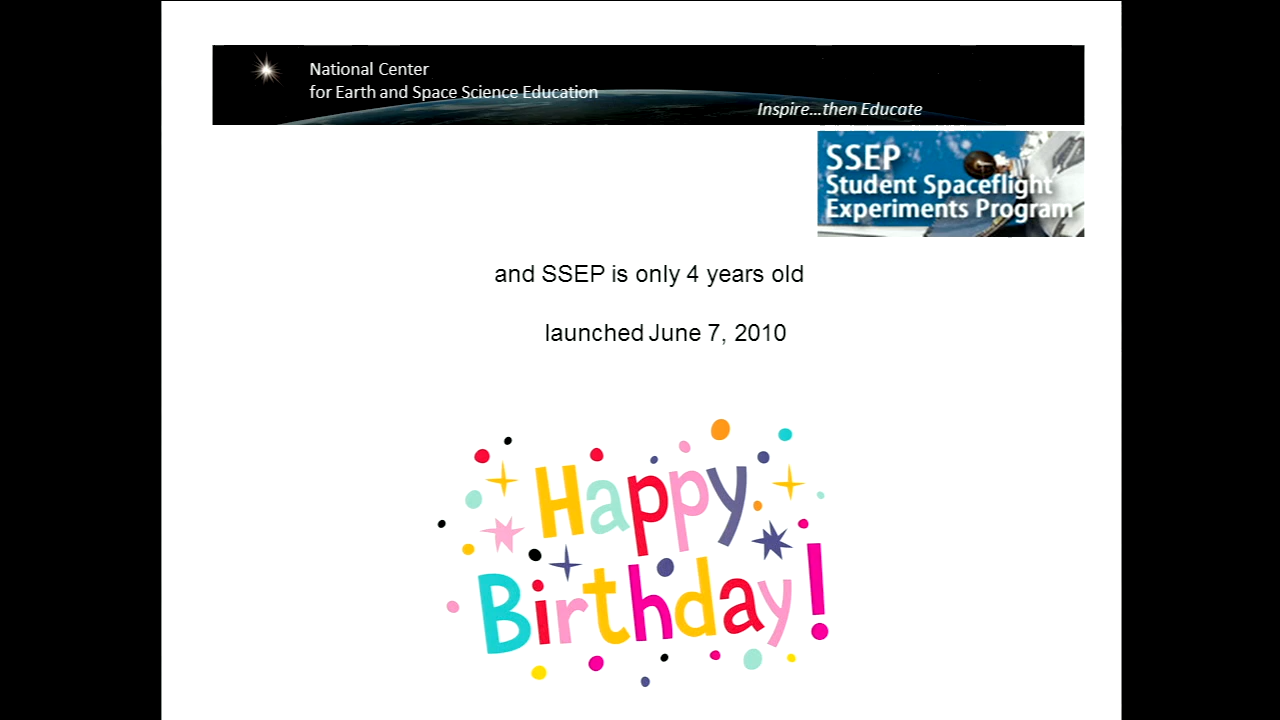 National Center
for Earth and Space Science Education
Inspire...then Educate
SSEP
Student Spaceflight
Experiments Program
and SSEP is only 4 years old
launched June 7, 2010
Happy
Birthday!